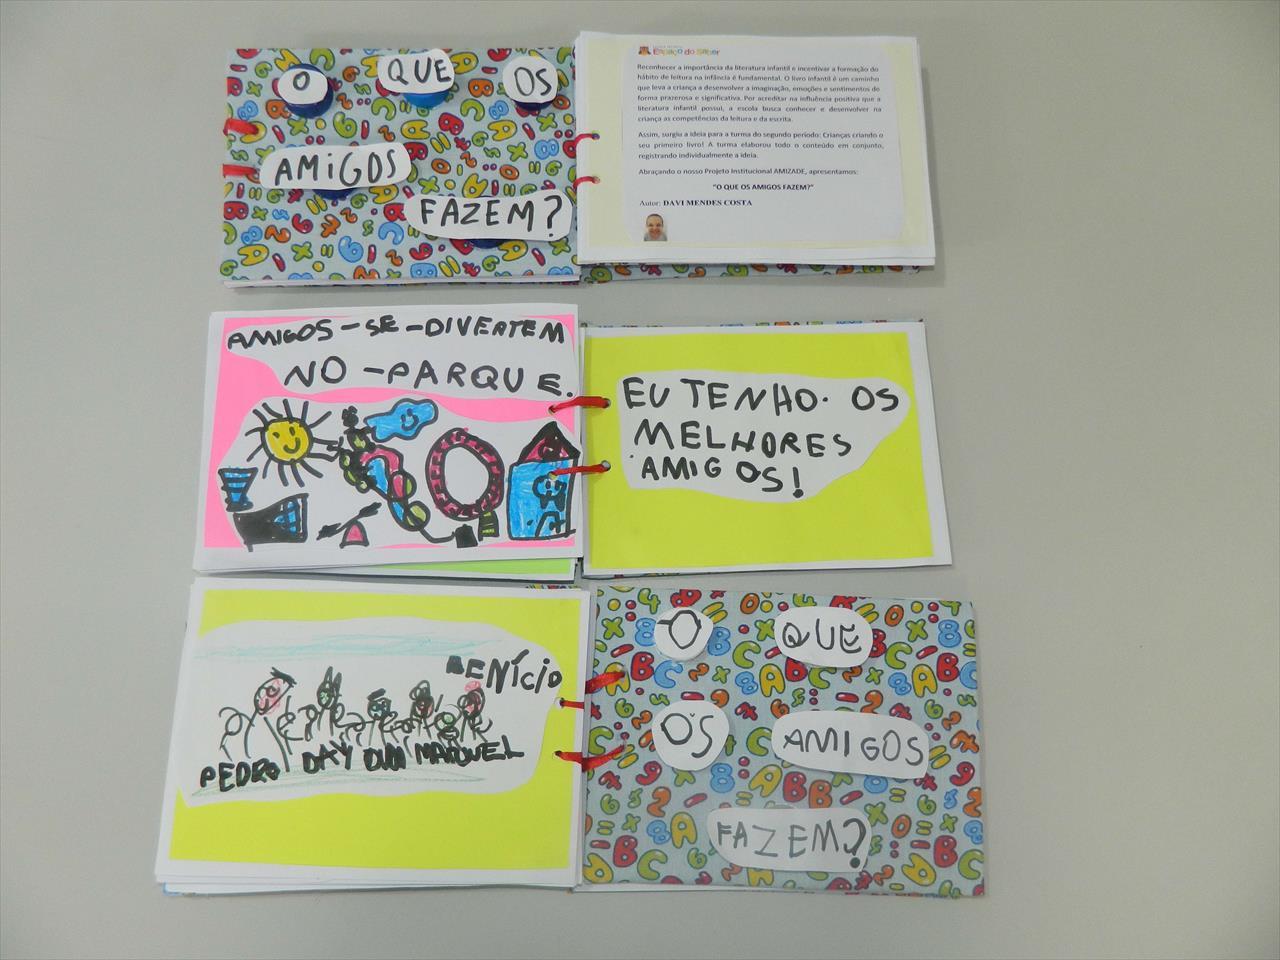 O QUE OS
AMIGOS
FAZEM?
Espaço do Saber
Reconhecer a importância da literatura infantil e incentivar a formação do
hábito de leitura na infância é fundamental. O livro infantil é um caminho
que leva a criança a desenvolver a imaginação, emoções e sentimentos de
forma prazerosa e significativa. Por acreditar na influência positiva que a
literatura infantil possui, a escola busca conhecer e desenvolver na
criança as competências da leitura e da escrita.
Assim, surgiu a ideia para a turma do segundo período: Crianças criando o
seu primeiro livro! A turma elaborou todo o conteúdo em conjunto,
registrando individualmente a ideia.
Abraçando o nosso Projeto Institucional AMIZADE, apresentamos:
"O QUE OS AMIGOS FAZEM?"
Autor: DAVI MENDES COSTA
AMIGOS-SE-DIVERTEM
NO-PARQUE.
EU TENHO. OS
MELHORES
AMIGOS!
BENÍCIO
PEDRO DAVI MANUEL
O QUE
OS AMIGOS
FAZEM?